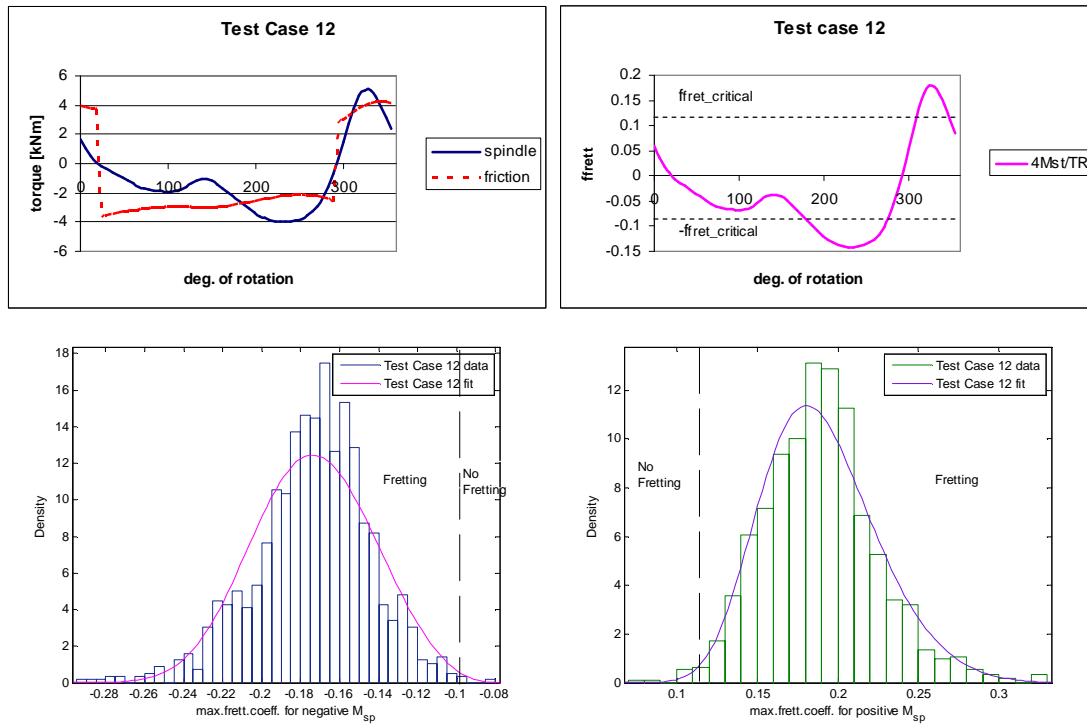 Test Case 12
torque [kNm]
6
4
2
0
-2
-4
-6
0
100
200
300
deg. of rotation
spindle
friction
Test case 12
ffrett
0.2
0.15
0.1
0.05
0
-0.05
-0.1
-0.15
0
100
200
300
ffret_critical
-ffret_critical
deg. of rotation
4Mst/TR
Density
18
16
14
12
10
8
6
4
2
0
-0.28 -0.26 -0.24 -0.22 -0.2 -0.18 -0.16 -0.14 -0.12 -0.1 -0.08
max.frett.coeff. for negative Msp
Test Case 12 data
Test Case 12 fit
Fretting
No
Fretting
Density
12
10
8
6
4
2
0
0.1 0.15 0.2 0.25 0.3
max.frett.coeff. for positive Msp
Test Case 12 data
Test Case 12 fit
No
Fretting
Fretting